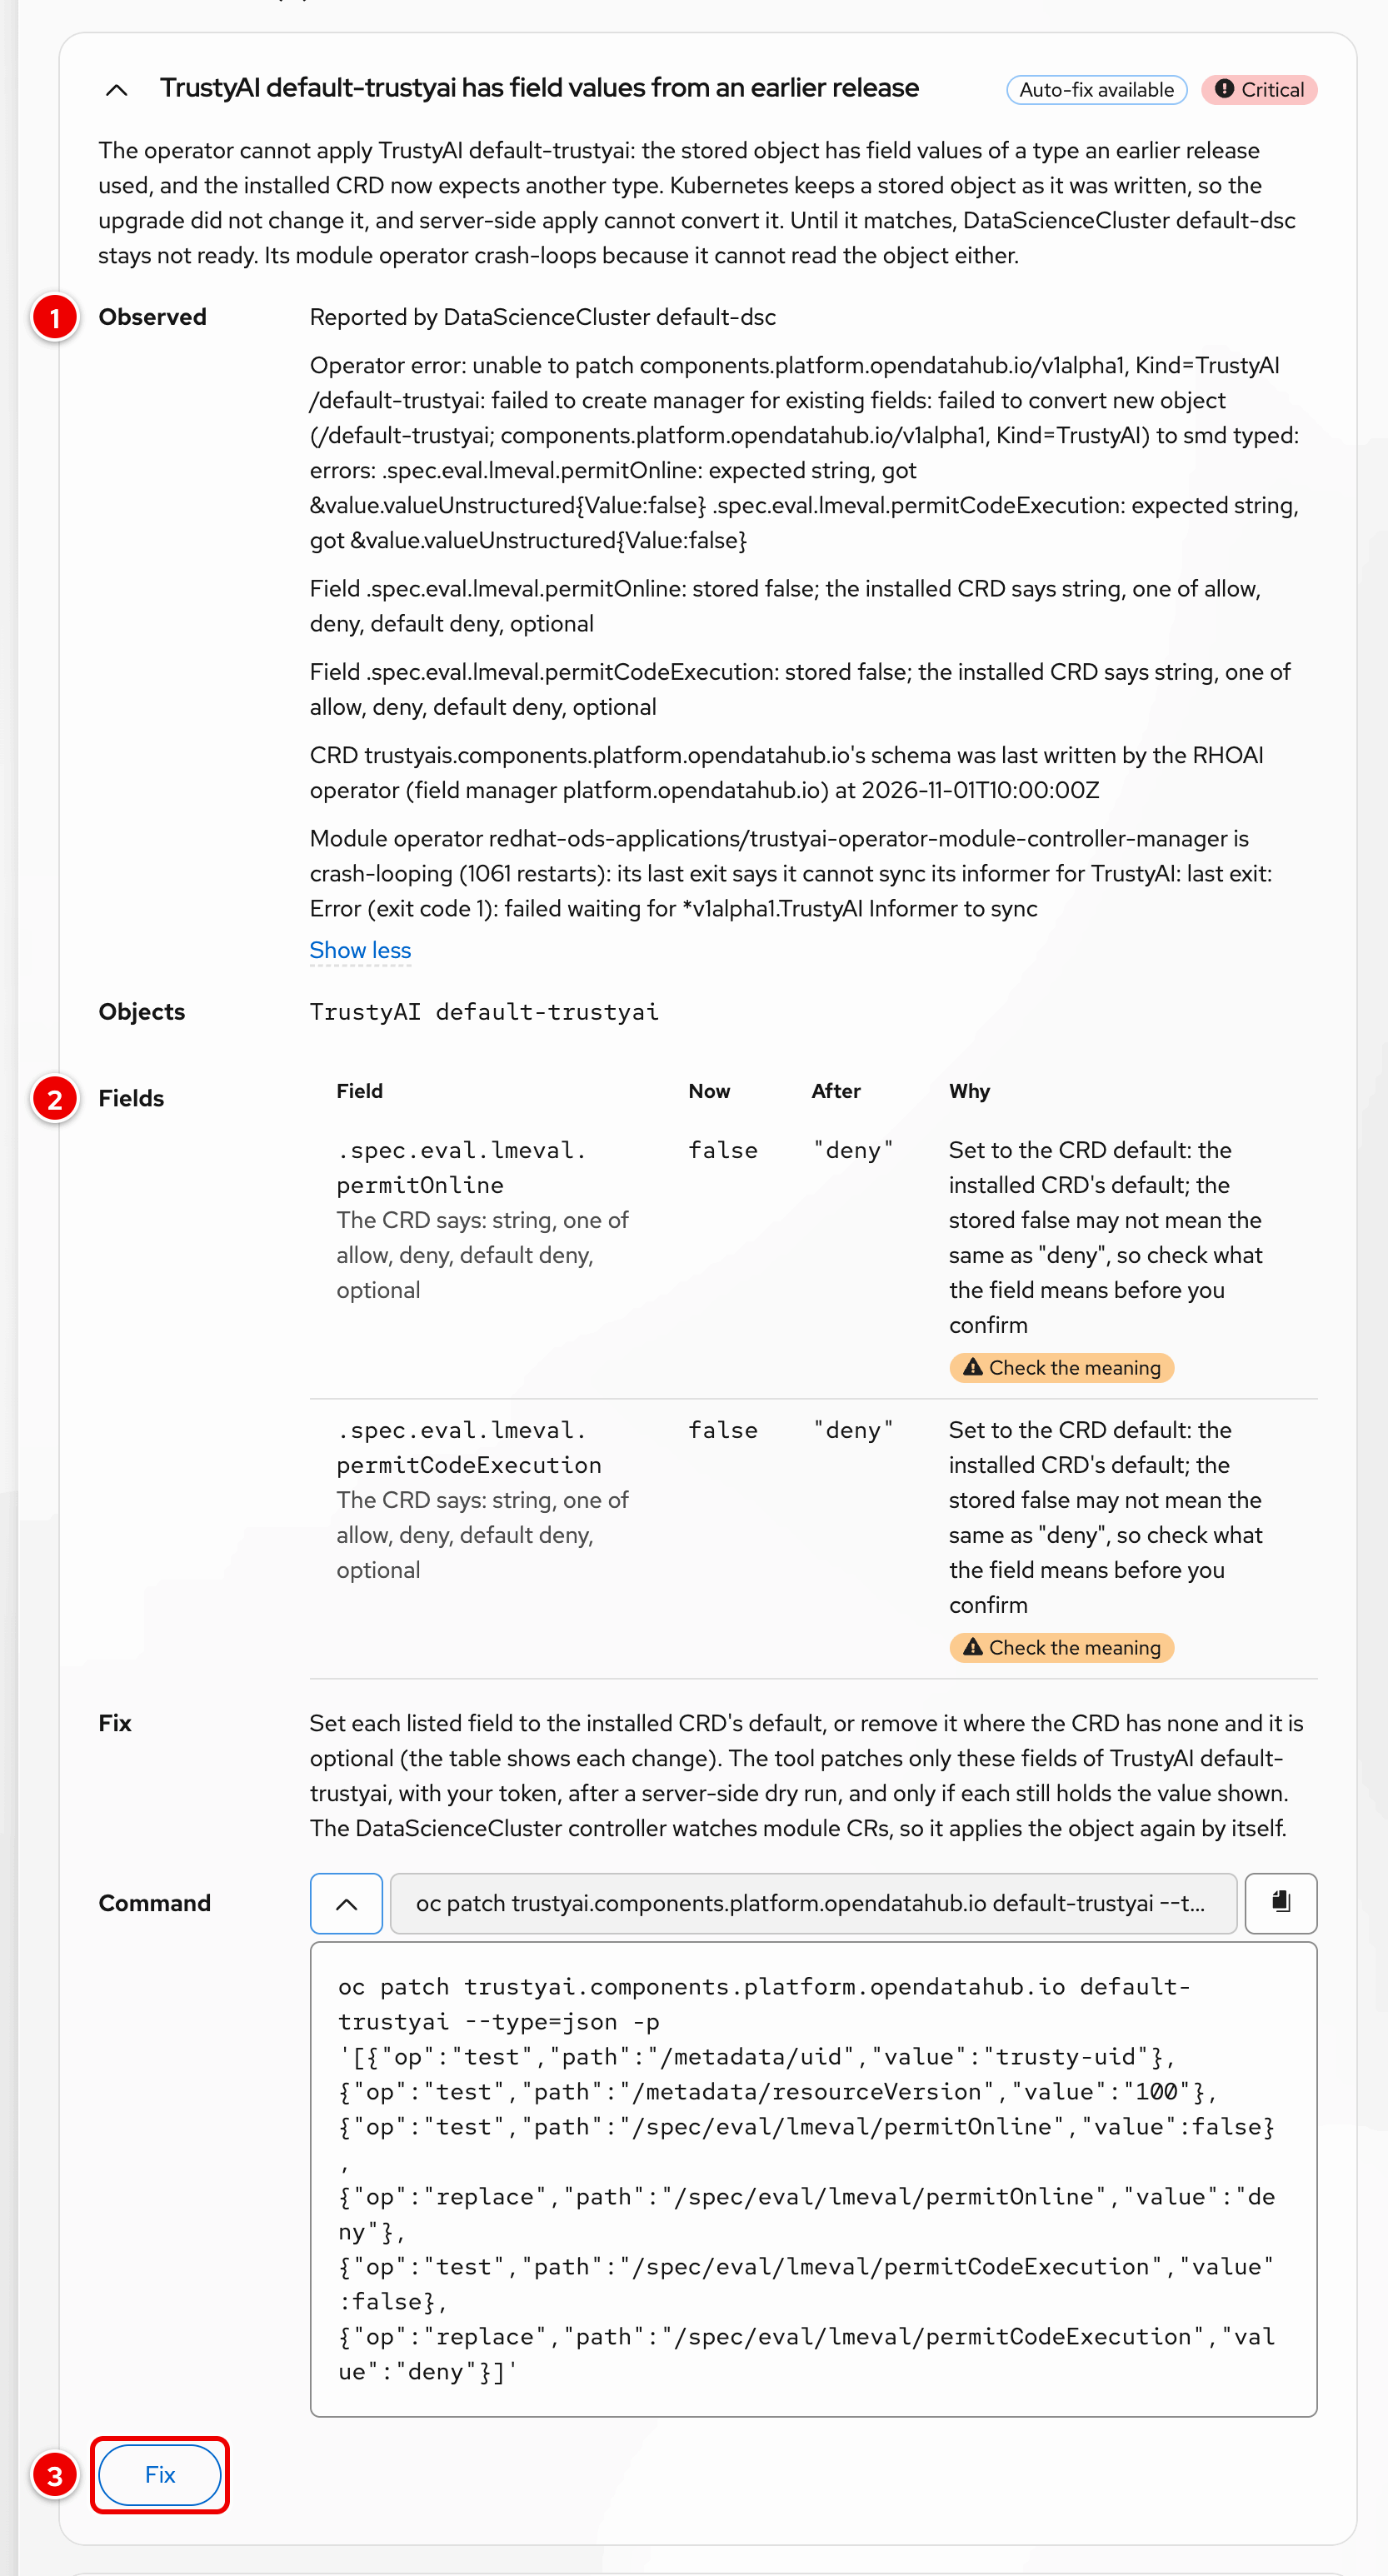 TrustyAI default-trustyai has field values from an earlier release
Auto-fix available
Critical
The operator cannot apply TrustyAI default-trustyai: the stored object has field values of a type an earlier release
used, and the installed CRD now expects another type. Kubernetes keeps a stored object as it was written, so the
upgrade did not change it, and server-side apply cannot convert it. Until it matches, DataScienceCluster default-dsc
stays not ready. Its module operator crash-loops because it cannot read the object either.
1
Observed
Reported by DataScienceCluster default-dsc
Operator error: unable to patch components.platform.opendatahub.io/v1alpha1, Kind=TrustyAI
/default-trustyai: failed to create manager for existing fields: failed to convert new object
(/default-trustyai; components.platform.opendatahub.io/v1alpha1, Kind=TrustyAI) to smd typed:
errors: .spec.eval.lmeval.permitOnline: expected string, got
&value.valueUnstructured{Value:false} .spec.eval.lmeval.permitCodeExecution: expected string,
got &value.valueUnstructured{Value:false}
Field .spec.eval.lmeval.permitOnline: stored false; the installed CRD says string, one of allow,
deny, default deny, optional
Field .spec.eval.lmeval.permitCodeExecution: stored false; the installed CRD says string, one of
allow, deny, default deny, optional
CRD trustyais.components.platform.opendatahub.io's schema was last written by the RHOAI
operator (field manager platform.opendatahub.io) at 2026-11-01T10:00:00Z
Module operator redhat-ods-applications/trustyai-operator-module-controller-manager is
crash-looping (1061 restarts): its last exit says it cannot sync its informer for TrustyAI: last exit:
Error (exit code 1): failed waiting for *v1alpha1.TrustyAI Informer to sync
Show less
Objects
TrustyAI default-trustyai
2
Fields
Field
Now
After
Why
.spec.eval.lmeval.
permitOnline
The CRD says: string, one of
allow, deny, default deny,
optional
false
"deny"
Set to the CRD default: the
installed CRD's default; the
stored false may not mean the
same as "deny", so check what
the field means before you
confirm
Check the meaning
.spec.eval.lmeval.
permitCodeExecution
The CRD says: string, one of
allow, deny, default deny,
optional
false
"deny"
Set to the CRD default: the
installed CRD's default; the
stored false may not mean the
same as "deny", so check what
the field means before you
confirm
Check the meaning
Fix
Set each listed field to the installed CRD's default, or remove it where the CRD has none and it is
optional (the table shows each change). The tool patches only these fields of TrustyAI default-
trustyai, with your token, after a server-side dry run, and only if each still holds the value shown.
The DataScienceCluster controller watches module CRs, so it applies the object again by itself.
Command
oc patch trustyai.components.platform.opendatahub.io default-trustyai --t...
oc patch trustyai.components.platform.opendatahub.io default-
trustyai --type=json -p
'[{"op":"test","path":"/metadata/uid","value":"trusty-uid"},
{"op":"test","path":"/metadata/resourceVersion","value":"100"},
{"op":"test","path":"/spec/eval/lmeval/permitOnline","value":false}
,
{"op":"replace","path":"/spec/eval/lmeval/permitOnline","value":"de
ny"},
{"op":"test","path":"/spec/eval/lmeval/permitCodeExecution","value"
:false},
{"op":"replace","path":"/spec/eval/lmeval/permitCodeExecution","val
ue":"deny"}]'
3
Fix